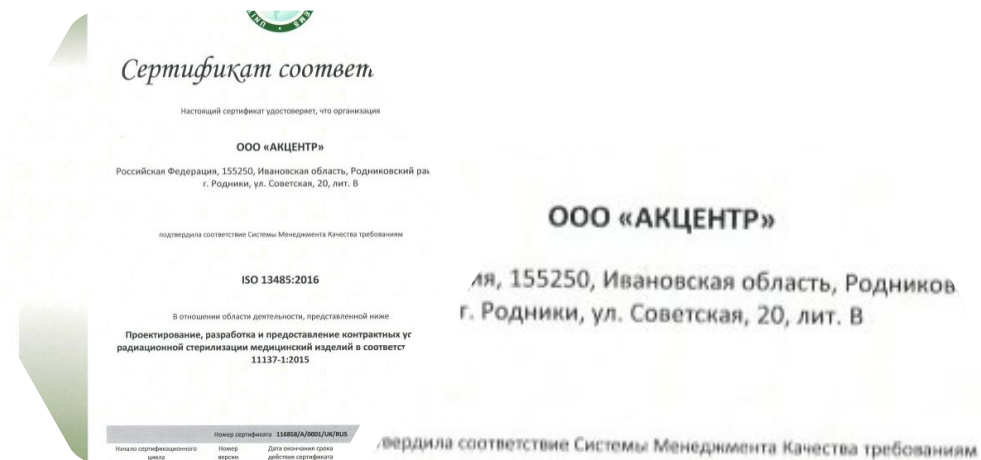 Сертификат соответ
Настоящий сертификат удостоверяет, что организация
ООО «АКЦЕНТР»
Российская Федерация, 155250, Ивановская область, Родниковский
г. Родники, ул. Советская, 20, лит. В
подтвердила соответствие Системы Менеджмента Качества требованиям
ISO 13485:2016
В отношении области деятельности, представленной ниже
Проектирование, разработка и предоставление контрактных ус
радиационной стерилизации медицинский изделий в соответст
11137-1:2015
Номер сертификата 116858/A/0001/UK/RUS
Начало сертификационного цикла
Номер версии
Дата окончания срока действия сертификата
ООО «АКЦЕНТР»
ия, 155250, Ивановская область, Родников
г. Родники, ул. Советская, 20, лит. В
вердила соответствие Системы Менеджмента Качества требованиям